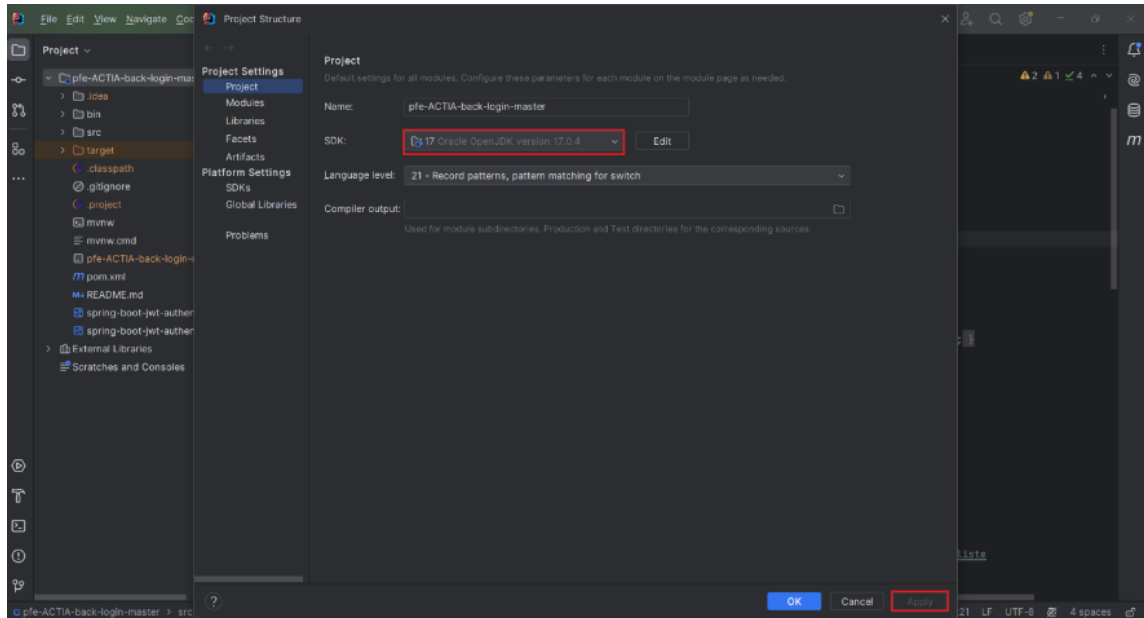 File Edit View Navigate Coc
Project Structure
Project
pfe-ACTIA-back-login-mas
.idea
bin
src
target
.classpath
.gitignore
.project
mvnw
mvnw.cmd
pfe-ACTIA-back-login-
pom.xml
README.md
spring-boot-jwt-auther
spring-boot-jwt-auther
External Libraries
Scratches and Consoles
Project Settings
Project
Modules
Libraries
Facets
Artifacts
Platform Settings
SDKs
Global Libraries
Problems
Project
Default settings for all modules. Configure these parameters for each module on the module page as needed.
Name: pfe-ACTIA-back-login-master
SDK: 17 Oracle OpenJDK version 17.0.4 Edit
Language level: 21 - Record patterns, pattern matching for switch
Compiler output:
Used for module subdirectories, Production and Test directories for the corresponding sources.
2 1 4
; }
liste
? OK Cancel Apply
pfe-ACTIA-back-login-master > src
21 LF UTF-8 4 spaces